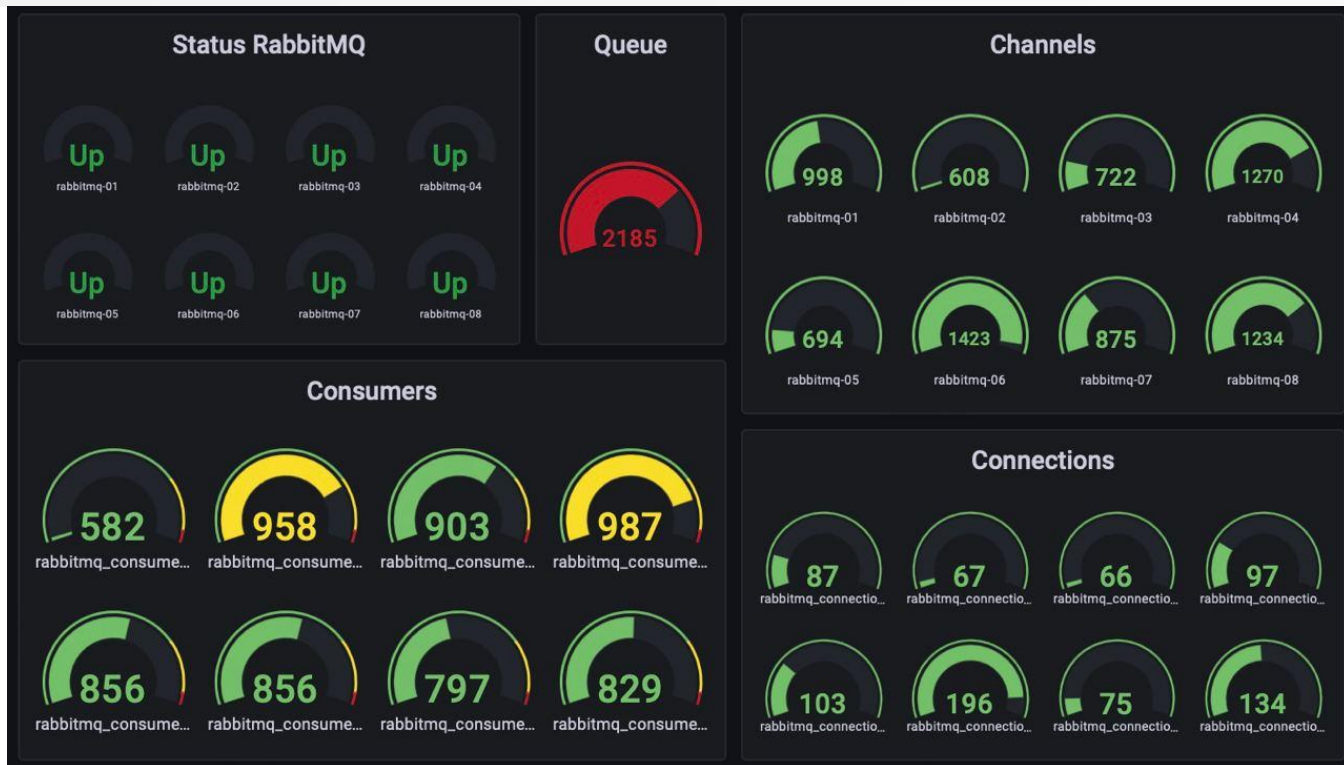 Status RabbitMQ
Up Up Up Up
rabbitmq-01 rabbitmq-02 rabbitmq-03 rabbitmq-04
Up Up Up Up
rabbitmq-05 rabbitmq-06 rabbitmq-07 rabbitmq-08
Queue
2185
Channels
998 608 722 1270
rabbitmq-01 rabbitmq-02 rabbitmq-03 rabbitmq-04
694 1423 875 1234
rabbitmq-05 rabbitmq-06 rabbitmq-07 rabbitmq-08
Consumers
582 958 903 987
rabbitmq_consume... rabbitmq_consume... rabbitmq_consume... rabbitmq_consume...
856 856 797 829
rabbitmq_consume... rabbitmq_consume... rabbitmq_consume... rabbitmq_consume...
Connections
87 67 66 97
rabbitmq_connectio... rabbitmq_connectio... rabbitmq_connectio... rabbitmq_connectio...
103 196 75 134
rabbitmq_connectio... rabbitmq_connectio... rabbitmq_connectio... rabbitmq_connectio...